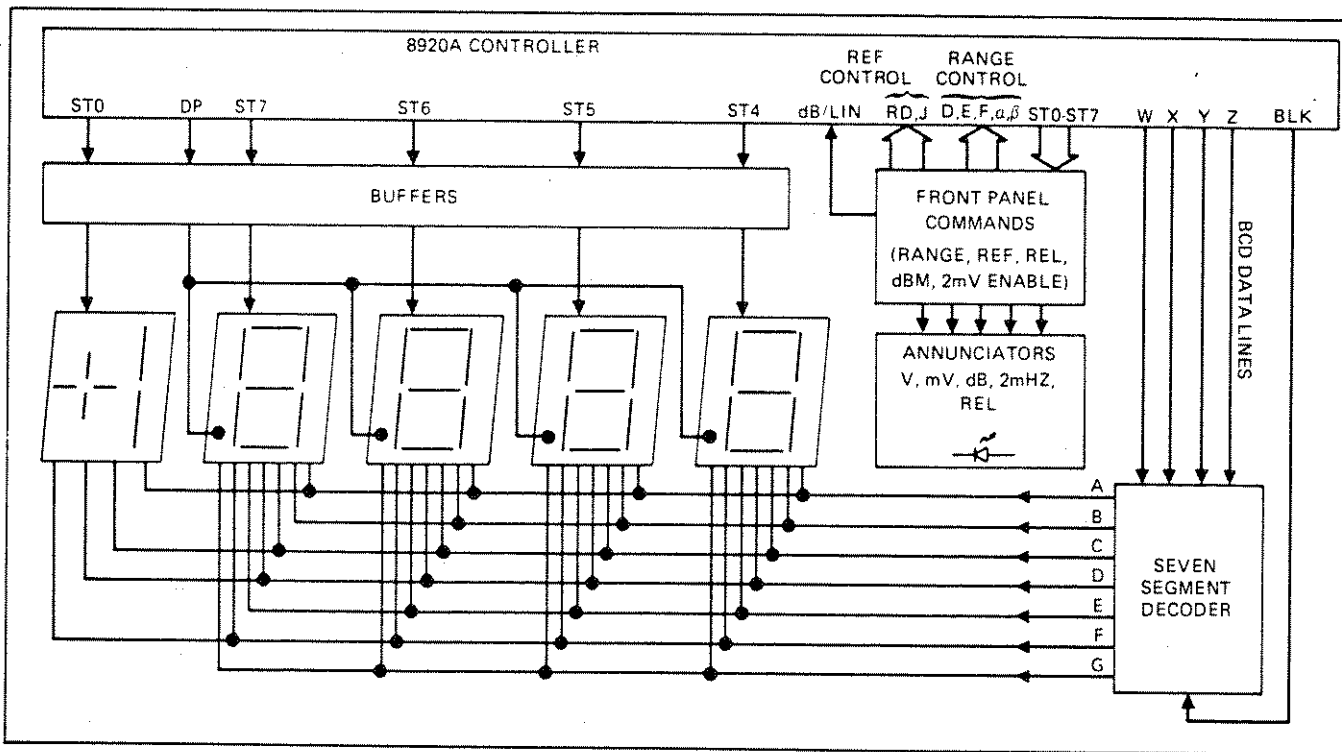 8920A CONTROLLER
REF CONTROL
RANGE CONTROL
ST0 DP ST7 ST6 ST5 ST4 dB/LIN RD,J D,E,F,α,β ST0-ST7 W X Y Z BLK
BUFFERS
FRONT PANEL
COMMANDS
(RANGE, REF, REL,
dBM, 2mV ENABLE)
ANNUNCIATORS
V, mV, dB, 2mHZ,
REL
BCD DATA LINES
A
B
C
D
E
F
G
SEVEN
SEGMENT
DECODER